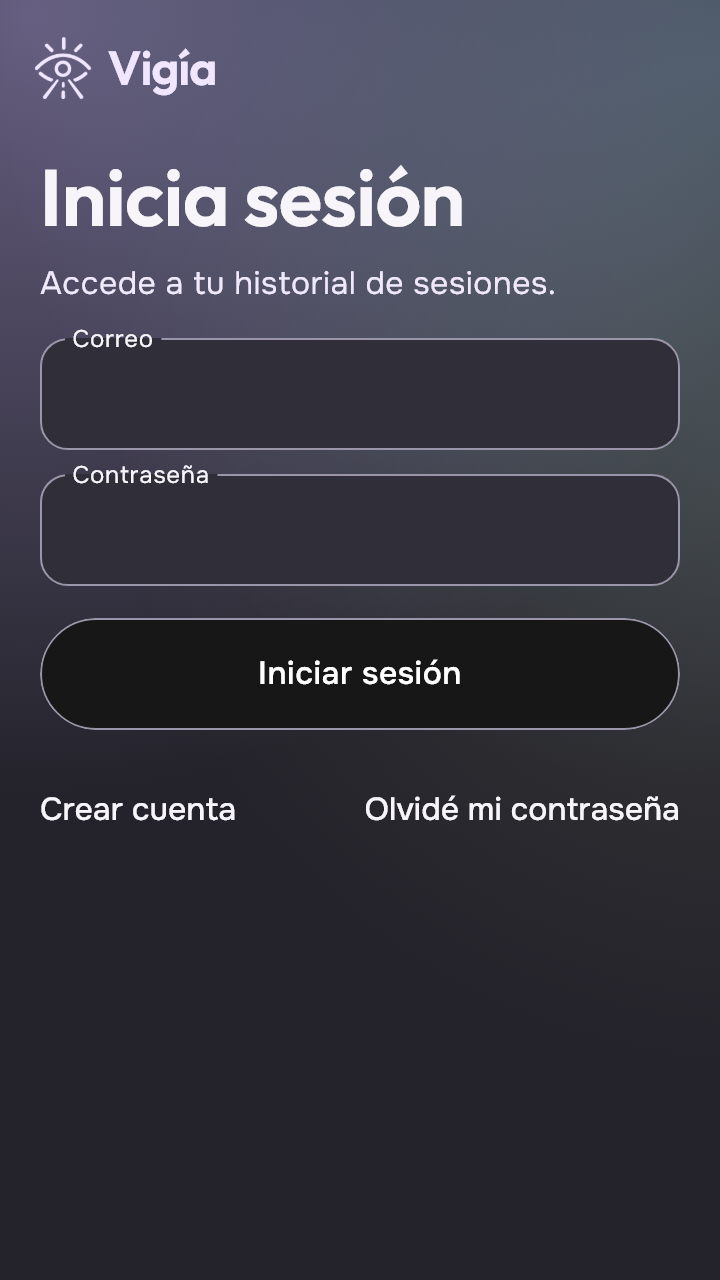 Vigía
Inicia sesión
Accede a tu historial de sesiones.
Correo
Contraseña
Iniciar sesión
Crear cuenta
Olvidé mi contraseña